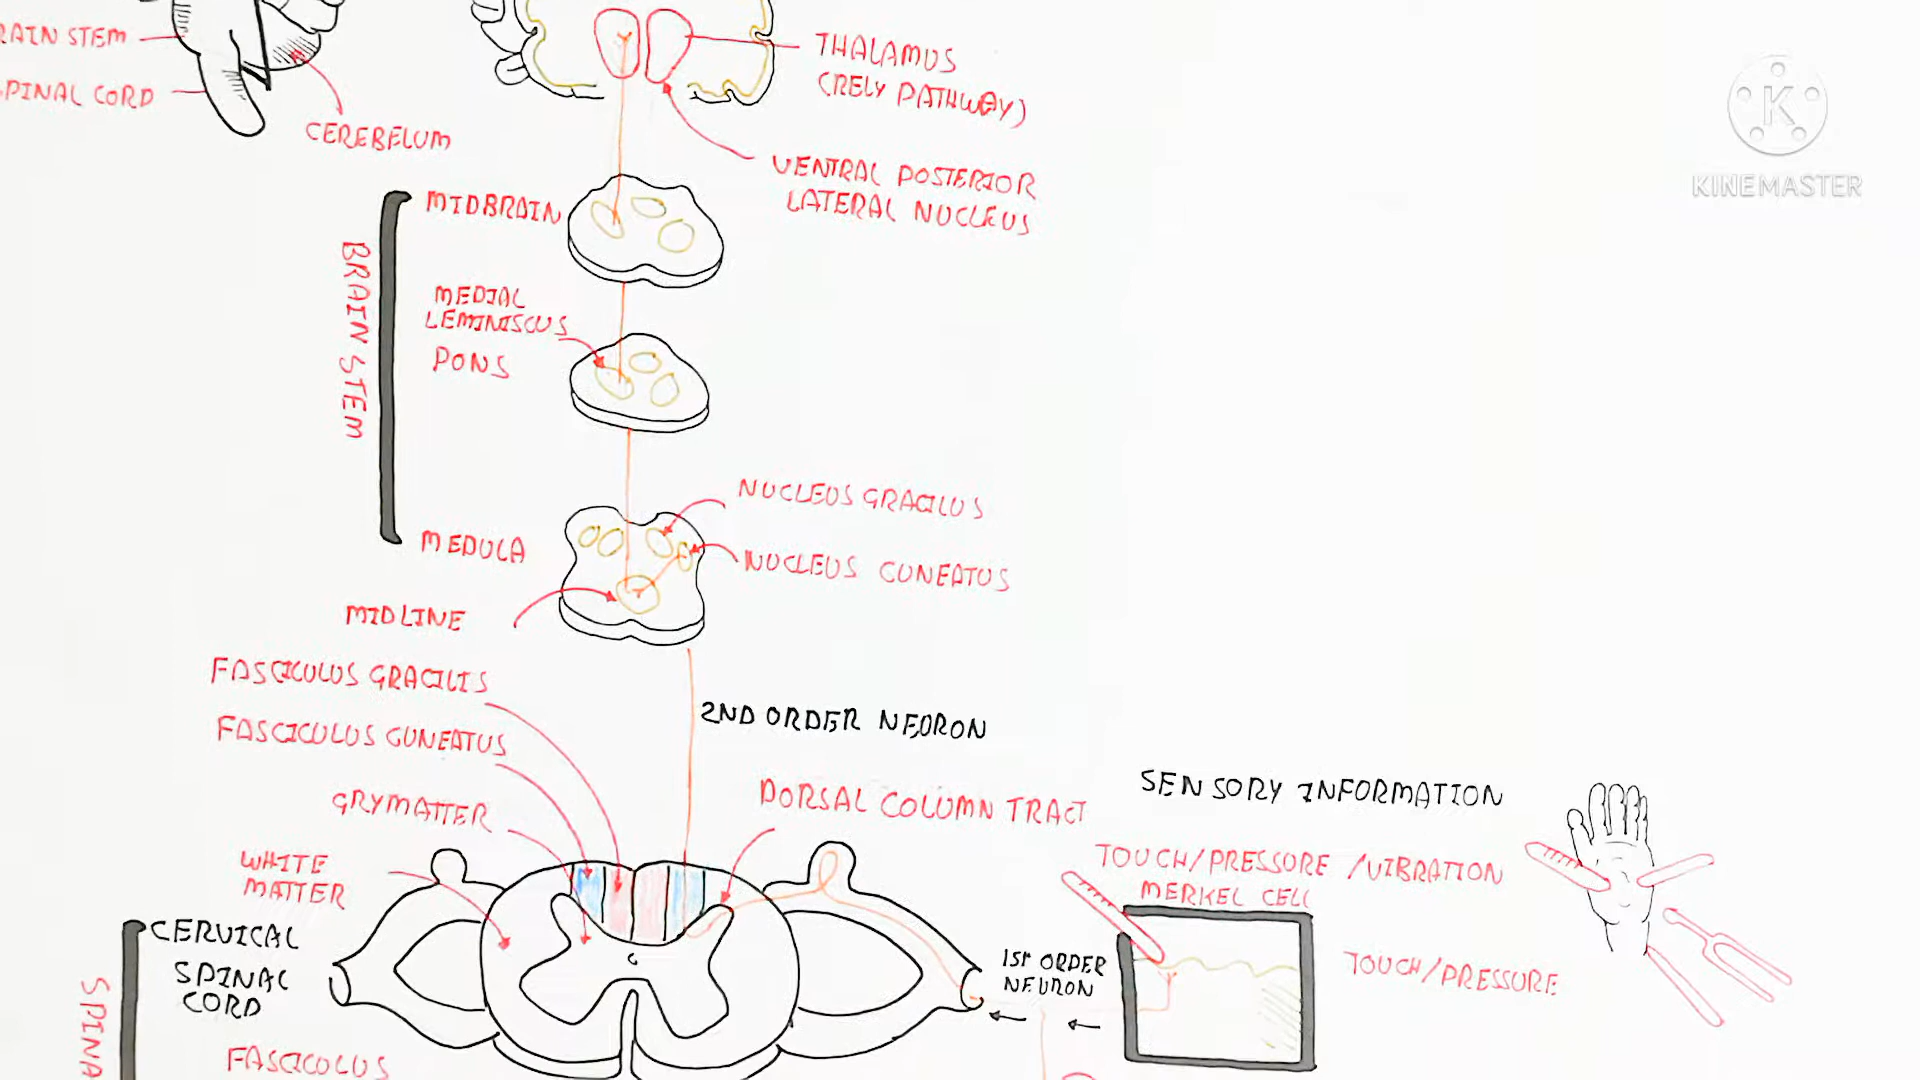 RAIN STEM
PINAL CORD
CEREBELUM
THALAMUS
(RELY PATHWAY)
VENTRAL POSTERIOR
LATERAL NUCLEUS
KINEMASTER
MIDBRAIN
BRAIN STEM
MEDIAL
LEMINISCUS
PONS
NUCLEUS GRACILUS
NUCLEUS CUNEATUS
MEDULA
MIDLINE
FASCICULUS GRACILIS
FASCICULUS CUNEATUS
GRYMATTER
WHITE
MATTER
2ND ORDER NEURON
DORSAL COLUMN TRACT
SENSORY INFORMATION
TOUCH/PRESSURE /VIBRATION
MERKEL CELL
TOUCH/PRESSURE
1ST ORDER
NEURON
CERVICAL
SPINAL
CORD
SPINA
FASCICOLUS